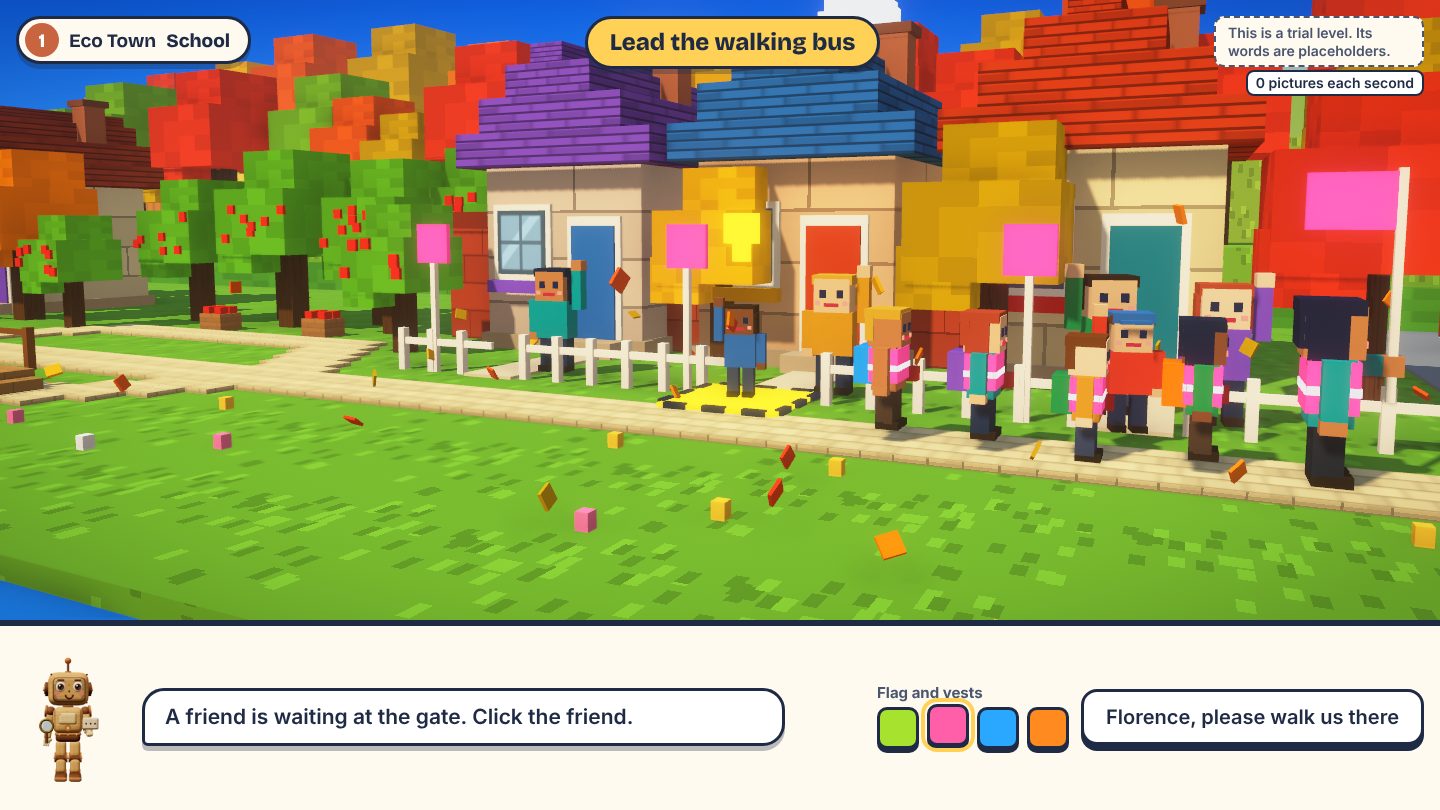 1 Eco Town School
Lead the walking bus
This is a trial level. Its
words are placeholders.
0 pictures each second
A friend is waiting at the gate. Click the friend.
Flag and vests
Florence, please walk us there